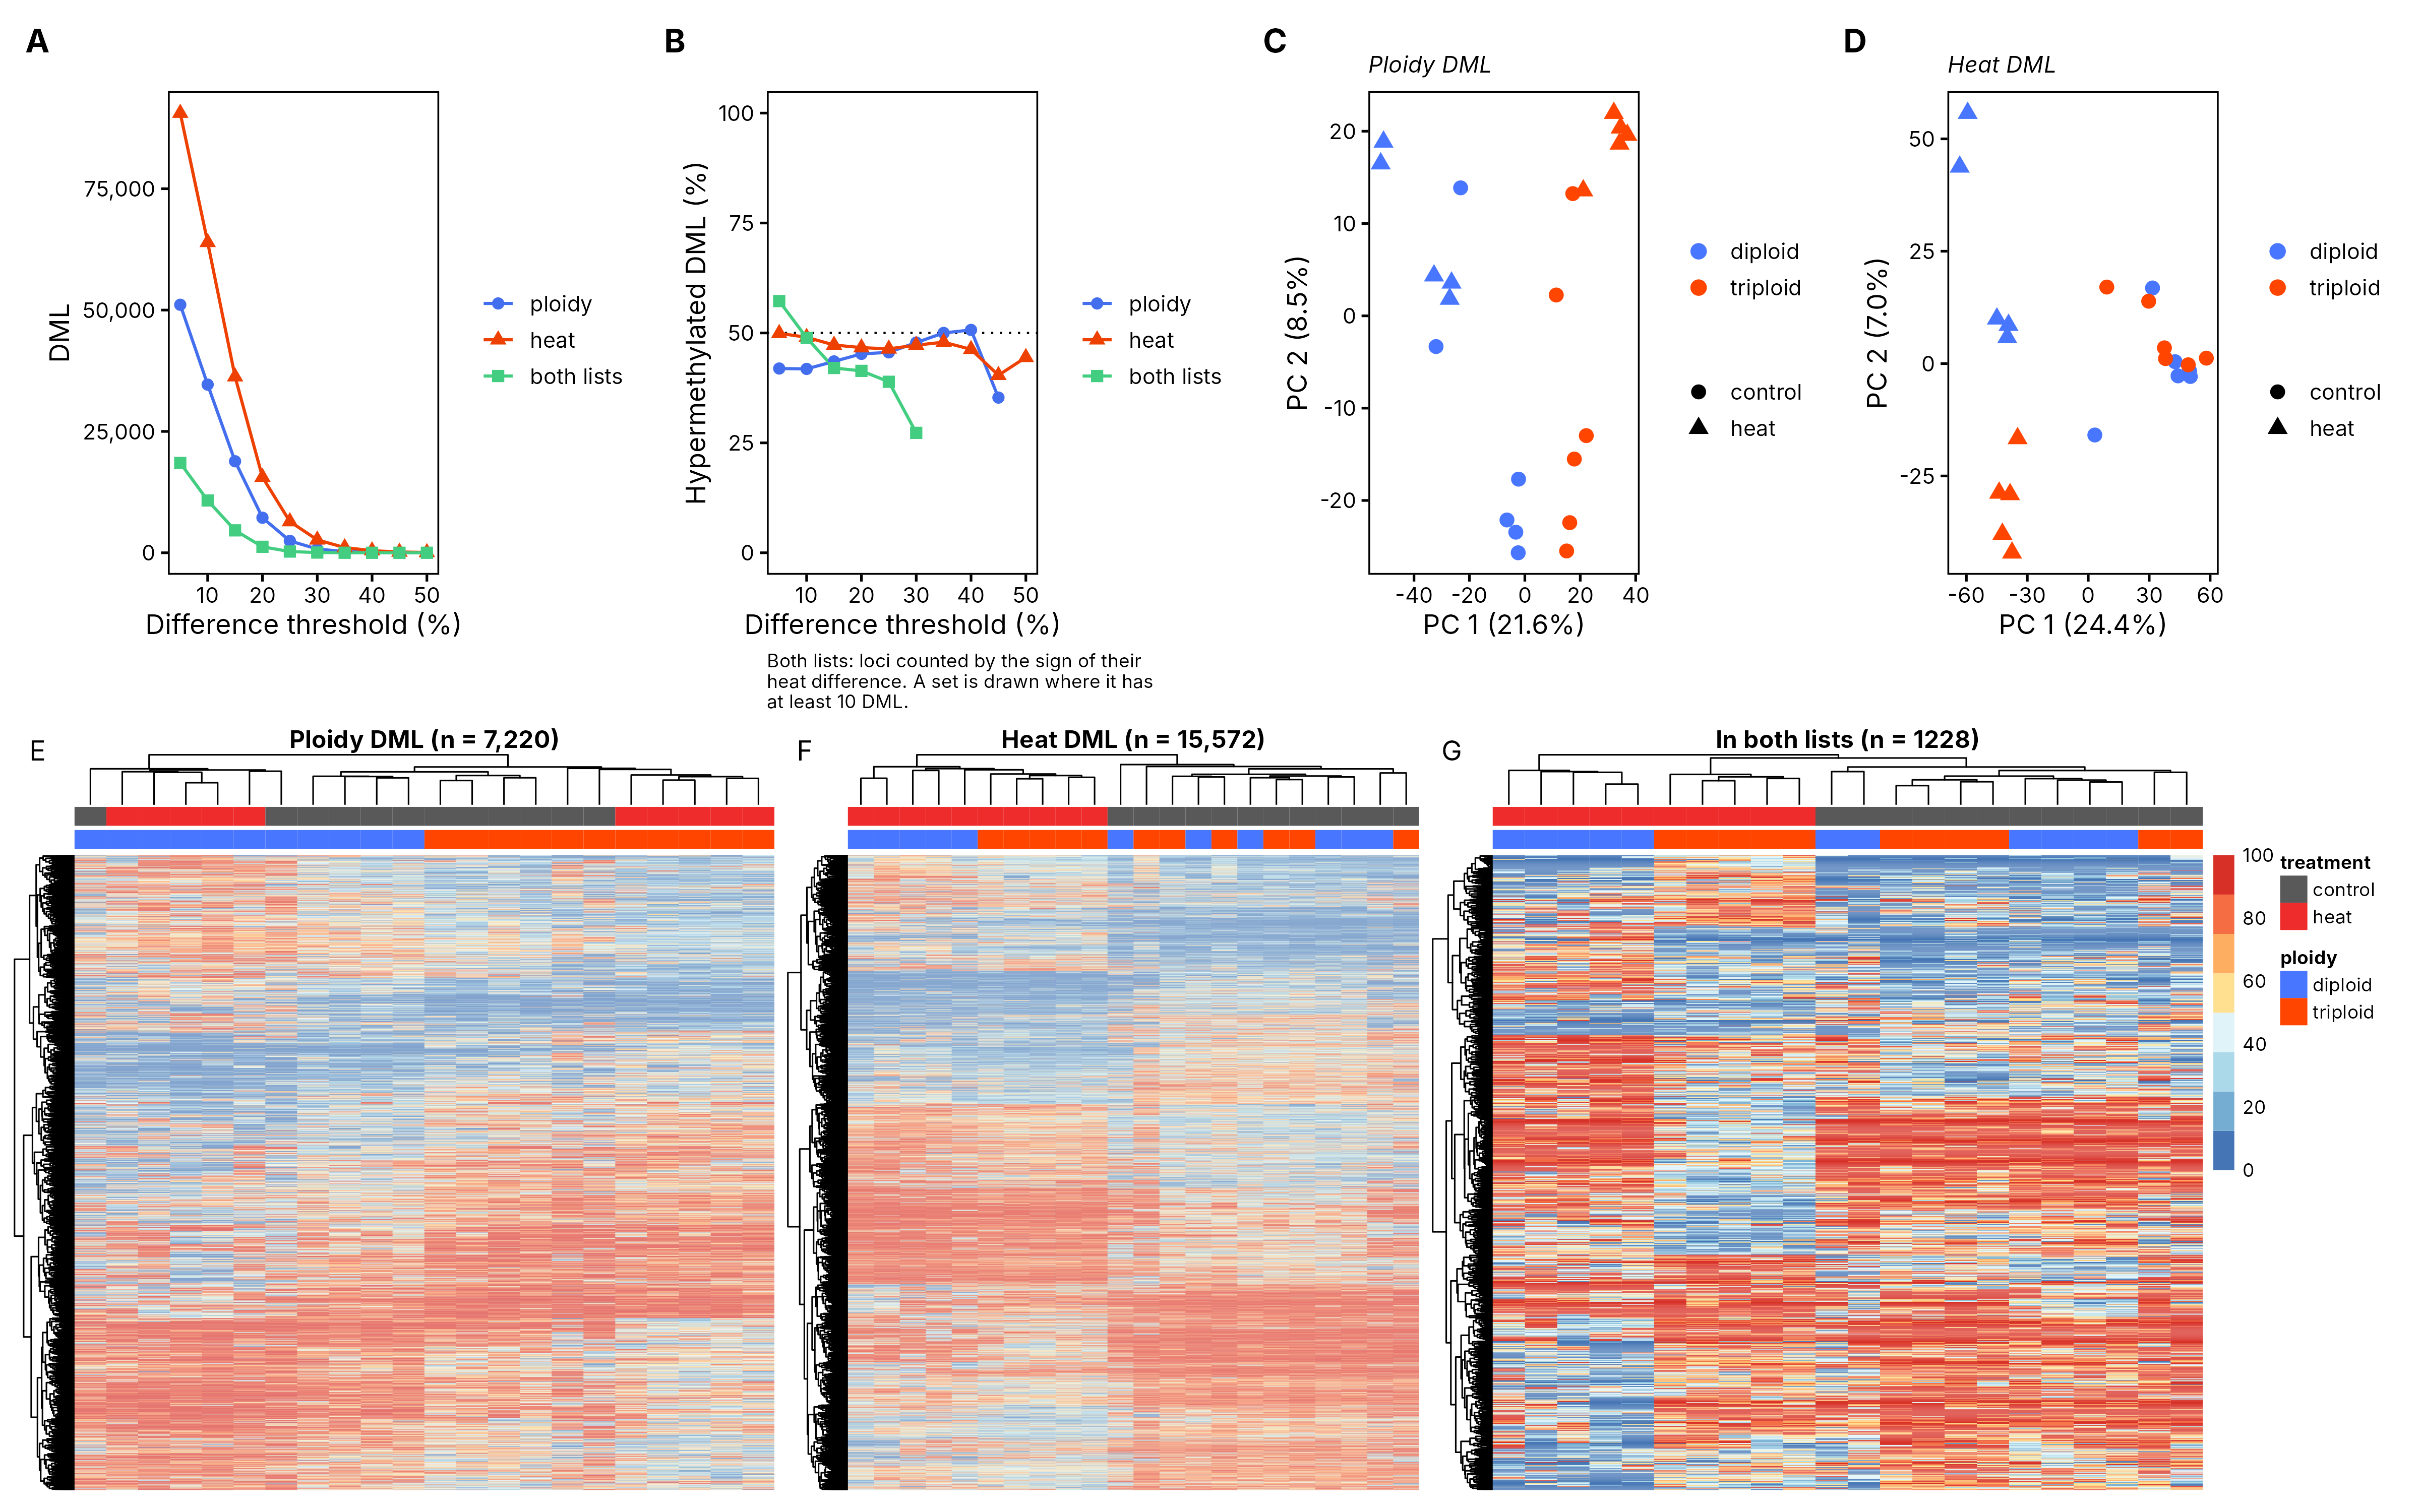 A
75,000
50,000
25,000
0
DML
10 20 30 40 50
Difference threshold (%)
ploidy
heat
both lists
B
100
75
50
25
0
Hypermethylated DML (%)
10 20 30 40 50
Difference threshold (%)
Both lists: loci counted by the sign of their
heat difference. A set is drawn where it has
at least 10 DML.
ploidy
heat
both lists
C
Ploidy DML
20
10
0
-10
-20
PC 2 (8.5%)
-40 -20 0 20 40
PC 1 (21.6%)
diploid
triploid
control
heat
D
Heat DML
50
25
0
-25
PC 2 (7.0%)
-60 -30 0 30 60
PC 1 (24.4%)
diploid
triploid
control
heat
E
Ploidy DML (n = 7,220)
F
Heat DML (n = 15,572)
G
In both lists (n = 1228)
100
80
60
40
20
0
treatment
control
heat
ploidy
diploid
triploid